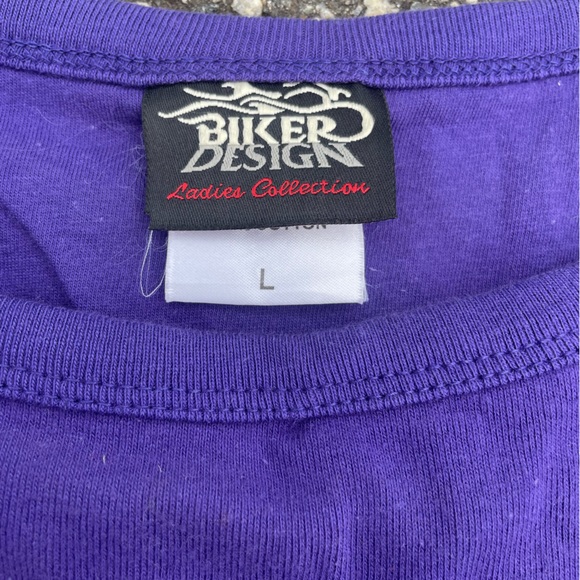 BIKER
DESIGN
Ladies Collection
L